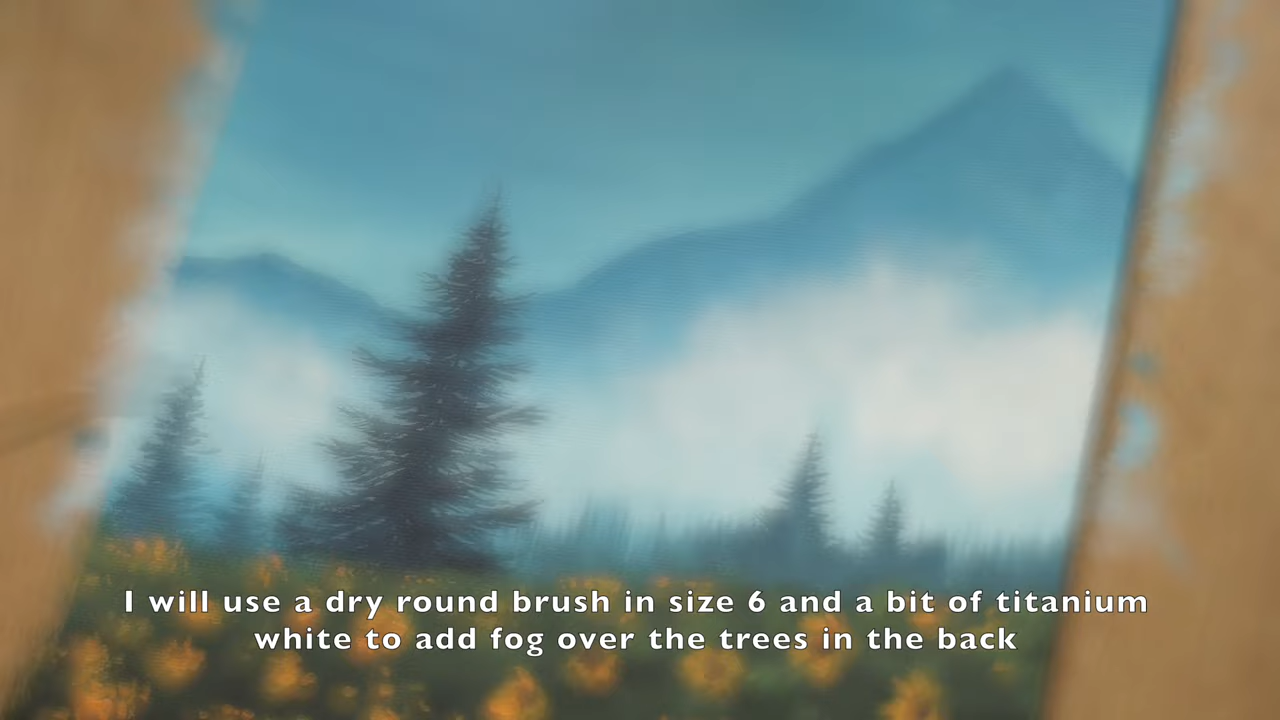 I will use a dry round brush in size 6 and a bit of titanium
white to add fog over the trees in the back